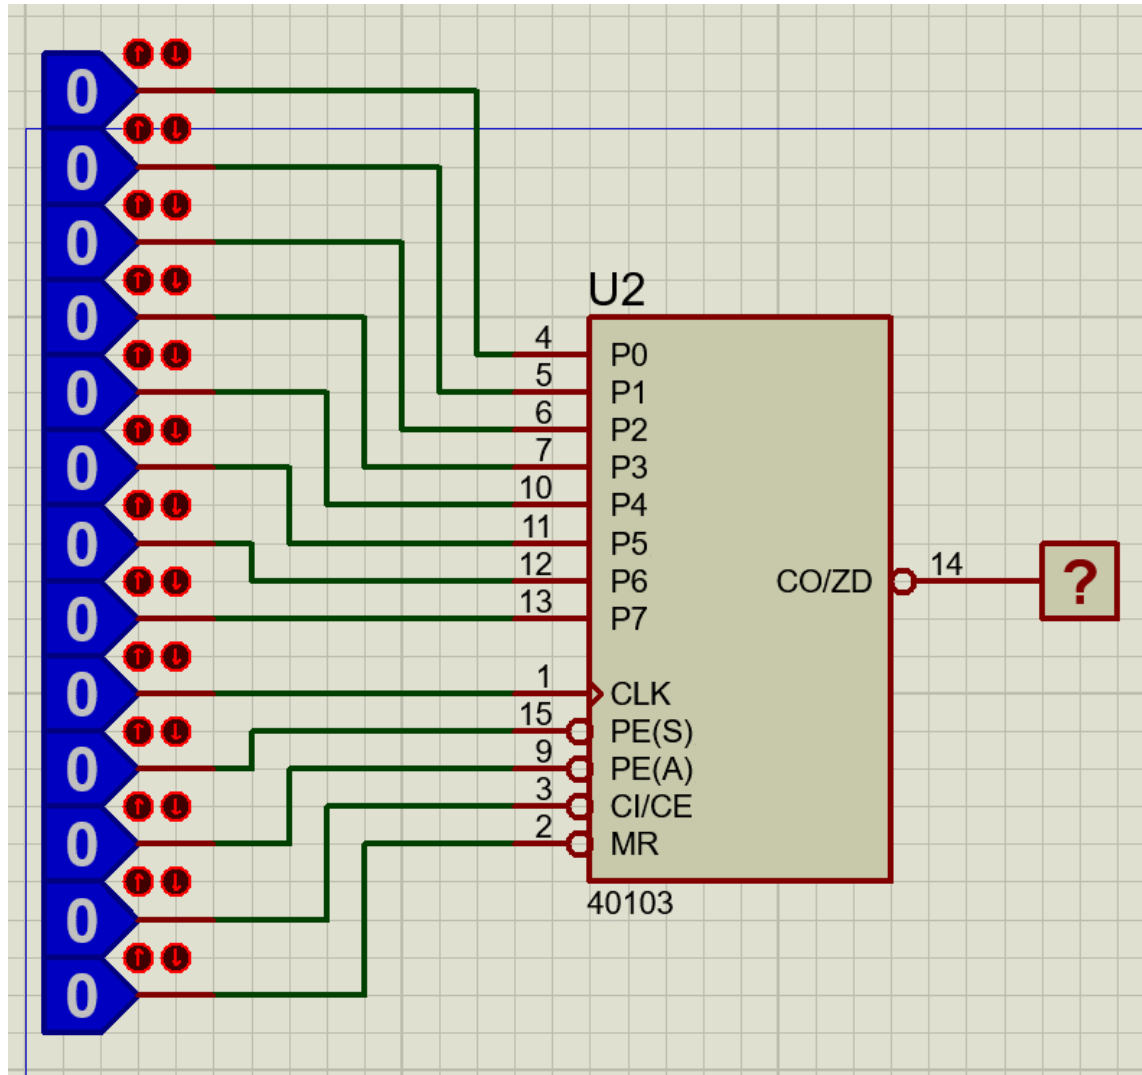 0
0
0
0
0
0
0
0
0
0
0
0
0
U2
4 P0
5 P1
6 P2
7 P3
10 P4
11 P5
12 P6
13 P7
CO/ZD 14 ?
1 CLK
15 PE(S)
9 PE(A)
3 CI/CE
2 MR
40103